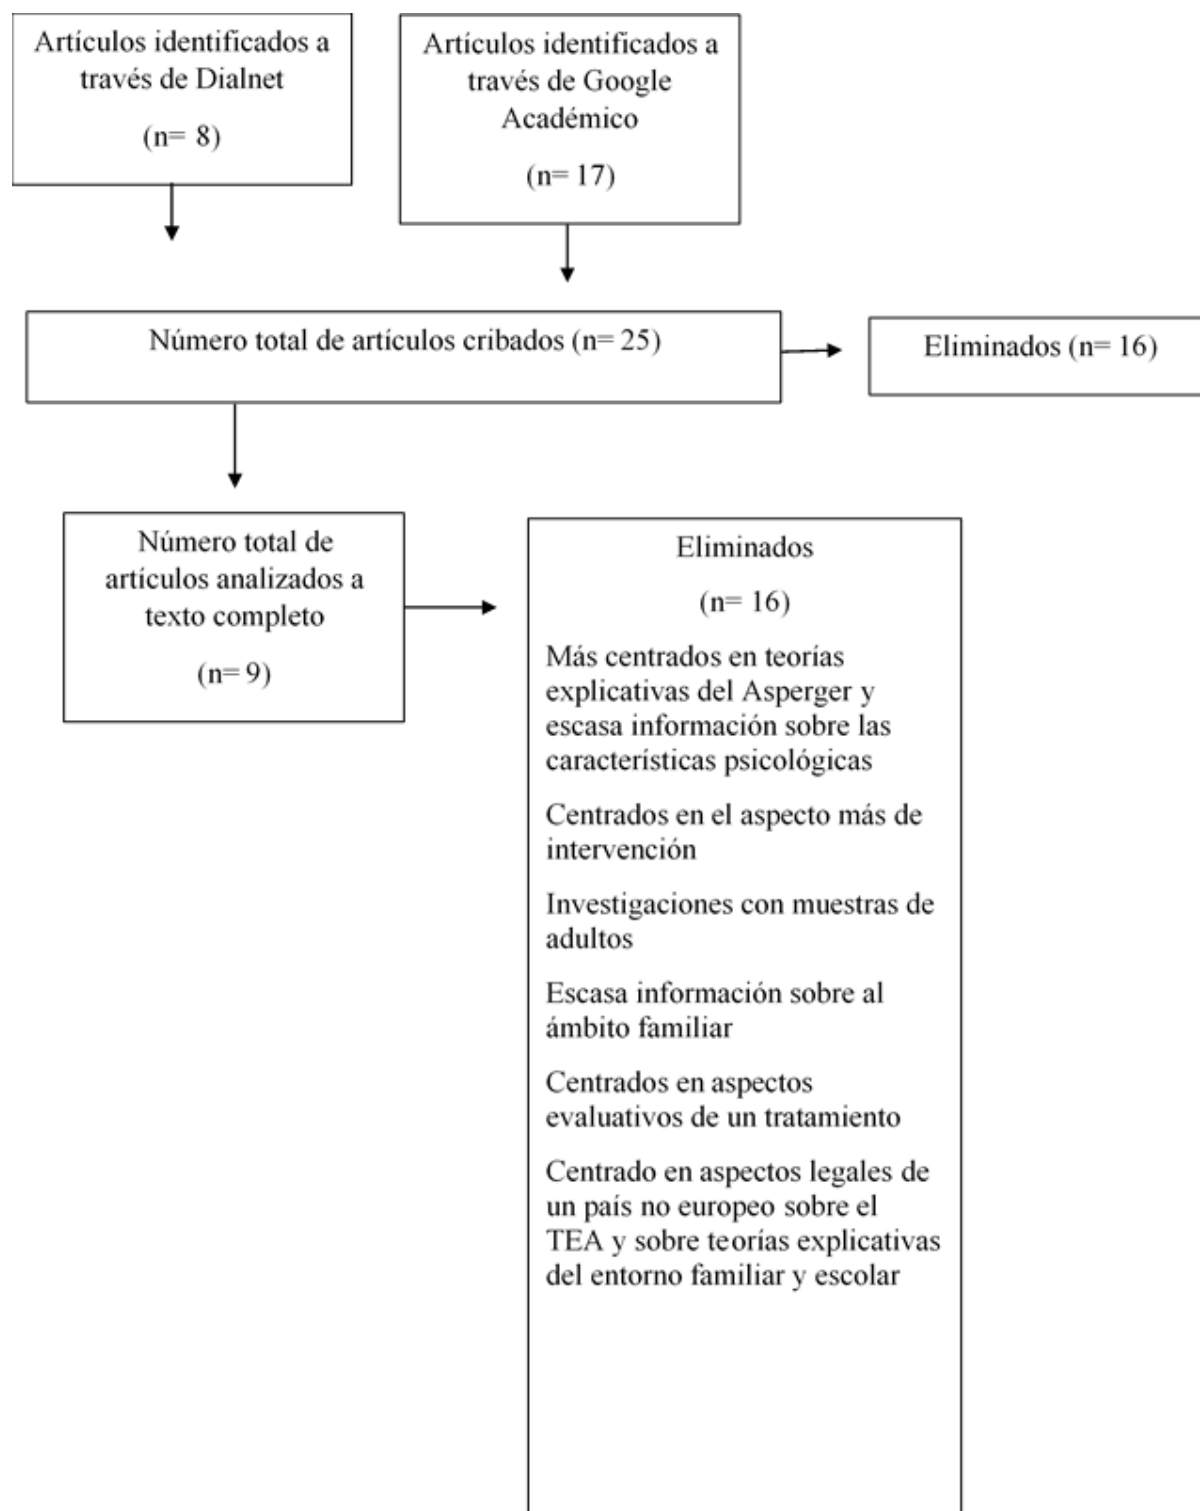 Artículos identificados a
través de Dialnet
(n= 8)
Artículos identificados a
través de Google
Académico
(n= 17)
Número total de artículos cribados (n= 25)
Eliminados (n= 16)
Número total de
artículos analizados a
texto completo
(n= 9)
Eliminados
(n= 16)
Más centrados en teorías
explicativas del Asperger y
escasa información sobre las
características psicológicas
Centrados en el aspecto más de
intervención
Investigaciones con muestras de
adultos
Escasa información sobre al
ámbito familiar
Centrados en aspectos
evaluativos de un tratamiento
Centrado en aspectos legales de
un país no europeo sobre el
TEA y sobre teorías explicativas
del entorno familiar y escolar